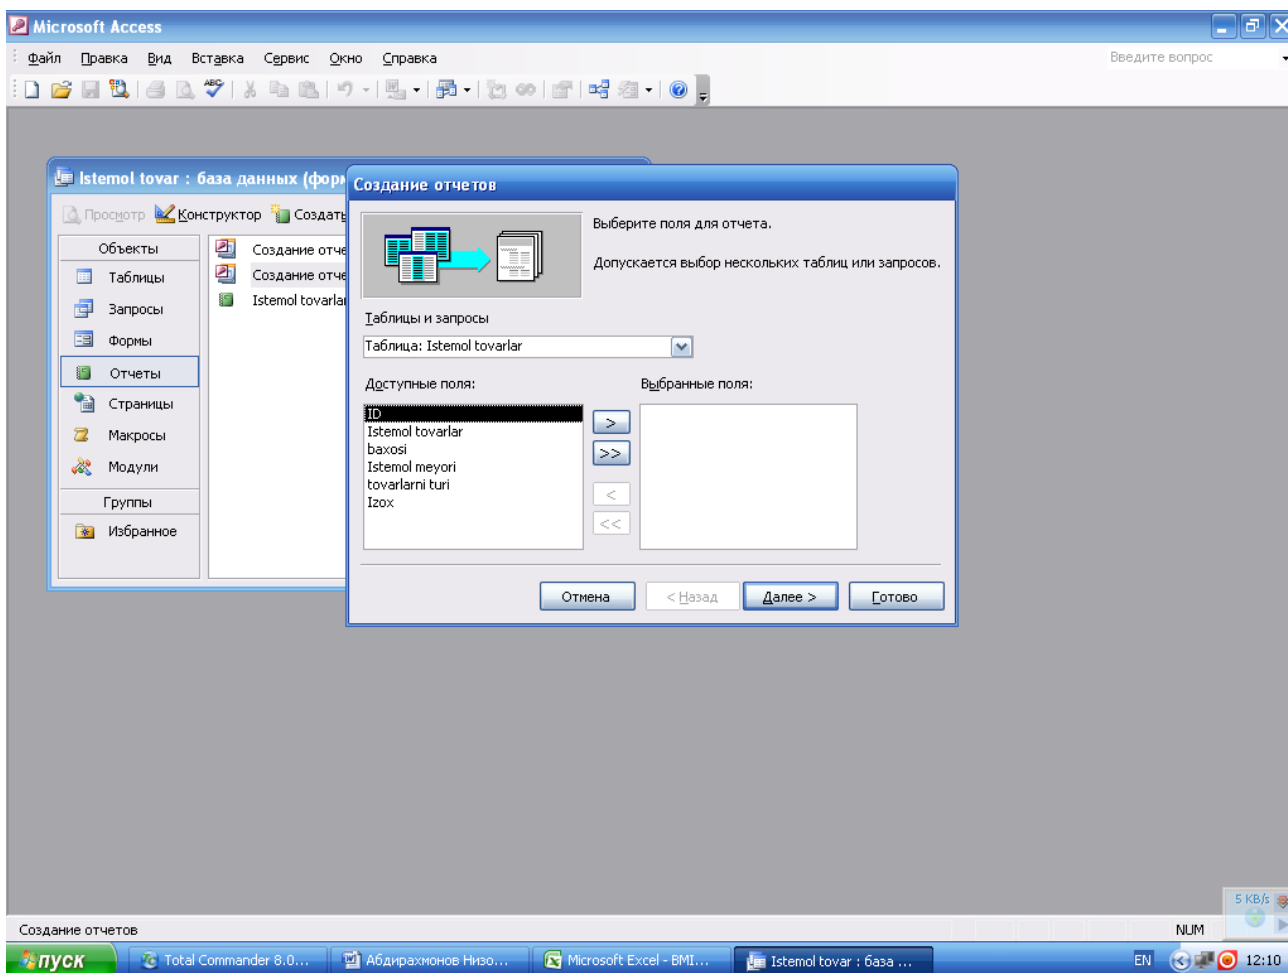 Microsoft Access
Файл Правка Вид Вставка Сервис Окно Справка
Введите вопрос
Istemol tovar : база данных (форм
Просмотр Конструктор Создать
Объекты
Таблицы
Запросы
Формы
Отчеты
Страницы
Макросы
Модули
Группы
Избранное
Создание отче
Создание отче
Istemol tovarla
Создание отчетов
Выберите поля для отчета.
Допускается выбор нескольких таблиц или запросов.
Таблицы и запросы
Таблица: Istemol tovarlar
Доступные поля:
Выбранные поля:
ID
Istemol tovarlar
baxosi
Istemol meyori
tovarlarni turi
Izox
>
>>
<
<<
Отмена
< Назад
Далее >
Готово
5 KB/s
Создание отчетов
NUM
пуск
Total Commander 8.0...
Абдирахмонов Низо...
Microsoft Excel - BMI...
Istemol tovar : база ...
EN
12:10